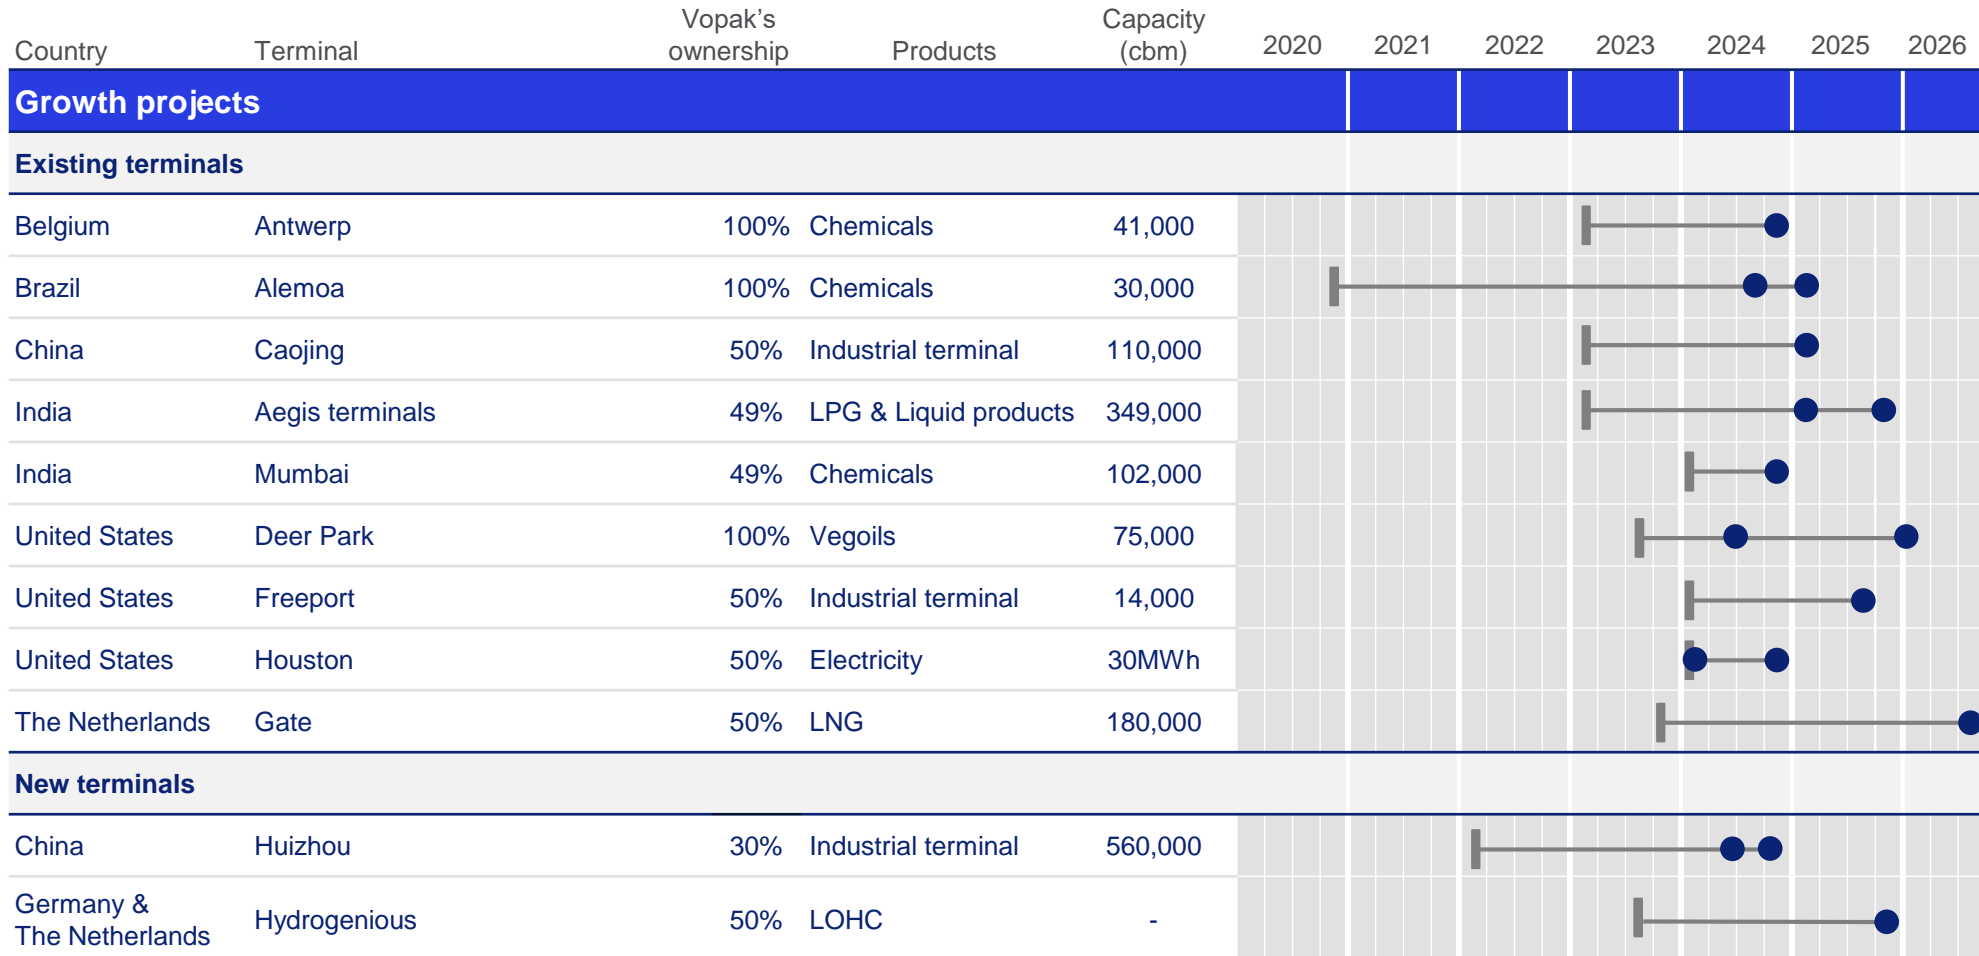 Country Terminal Vopak's ownership Products Capacity (cbm) 2020 2021 2022 2023 2024 2025 2026
Growth projects
Existing terminals
Belgium Antwerp 100% Chemicals 41,000
Brazil Alemoa 100% Chemicals 30,000
China Caojing 50% Industrial terminal 110,000
India Aegis terminals 49% LPG & Liquid products 349,000
India Mumbai 49% Chemicals 102,000
United States Deer Park 100% Vegoils 75,000
United States Freeport 50% Industrial terminal 14,000
United States Houston 50% Electricity 30MWh
The Netherlands Gate 50% LNG 180,000
New terminals
China Huizhou 30% Industrial terminal 560,000
Germany &
The Netherlands Hydrogenious 50% LOHC -